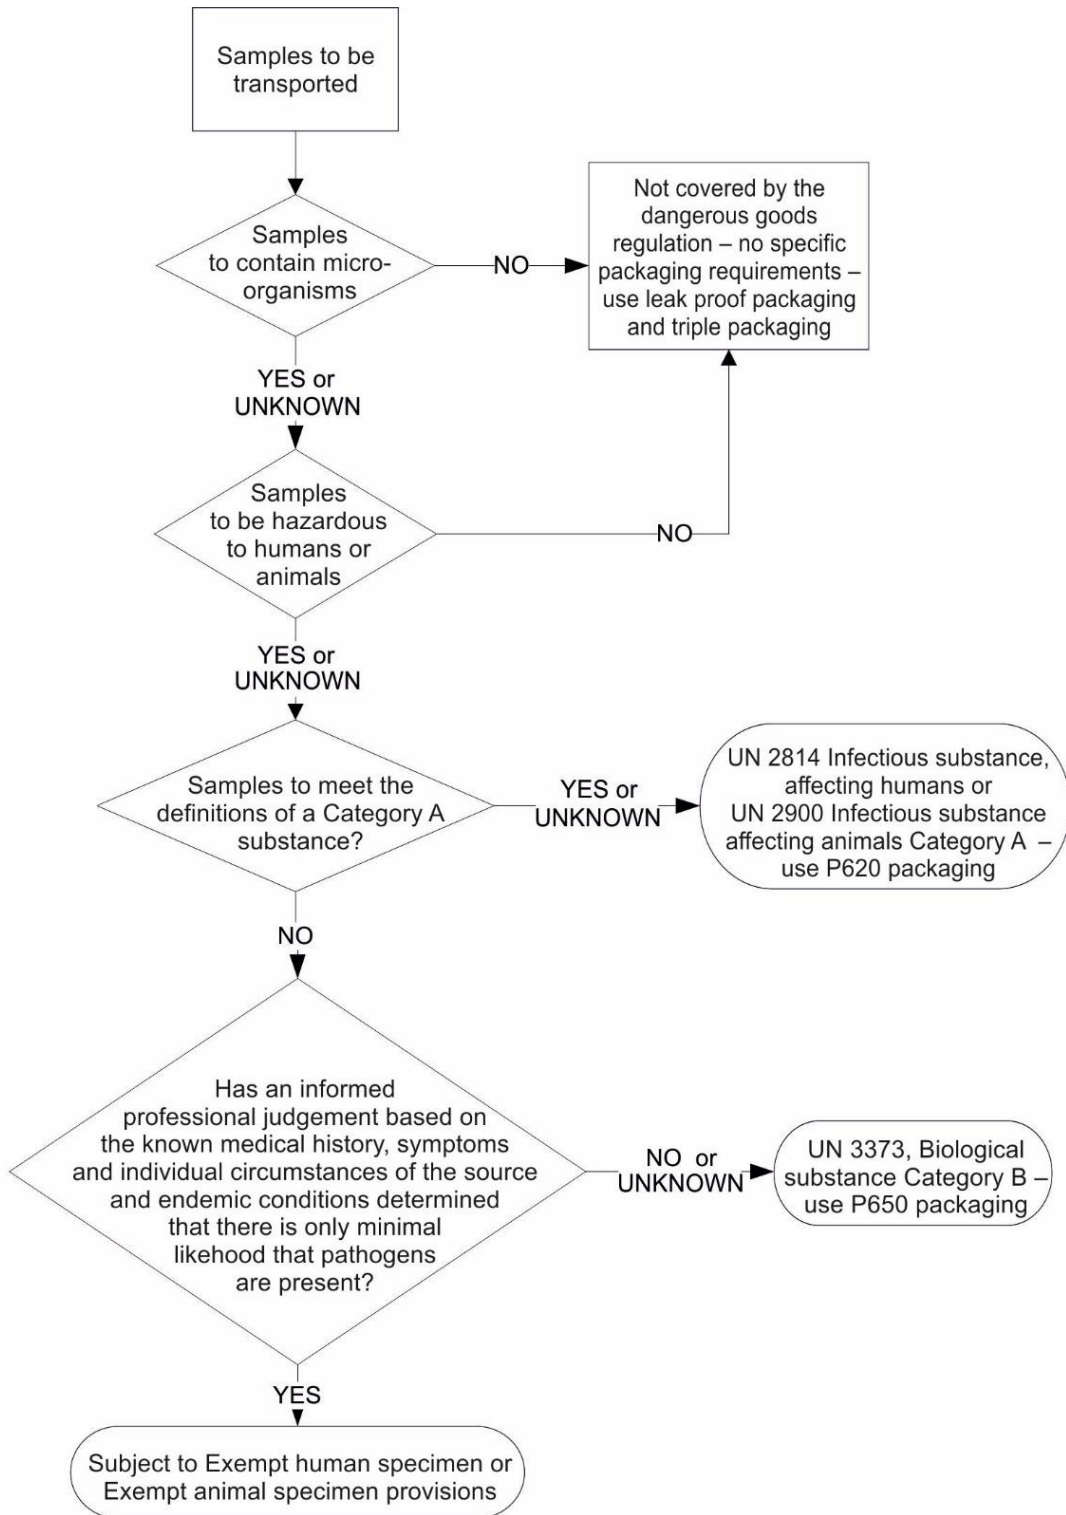 Samples to be
transported
Samples
to contain micro-
organisms
NO
Not covered by the
dangerous goods
regulation – no specific
packaging requirements –
use leak proof packaging
and triple packaging
YES or
UNKNOWN
Samples
to be hazardous
to humans or
animals
NO
YES or
UNKNOWN
Samples to meet the
definitions of a Category A
substance?
YES or
UNKNOWN
UN 2814 Infectious substance,
affecting humans or
UN 2900 Infectious substance
affecting animals Category A –
use P620 packaging
NO
Has an informed
professional judgement based on
the known medical history, symptoms
and individual circumstances of the source
and endemic conditions determined
that there is only minimal
likehood that pathogens
are present?
NO or
UNKNOWN
UN 3373, Biological
substance Category B –
use P650 packaging
YES
Subject to Exempt human specimen or
Exempt animal specimen provisions